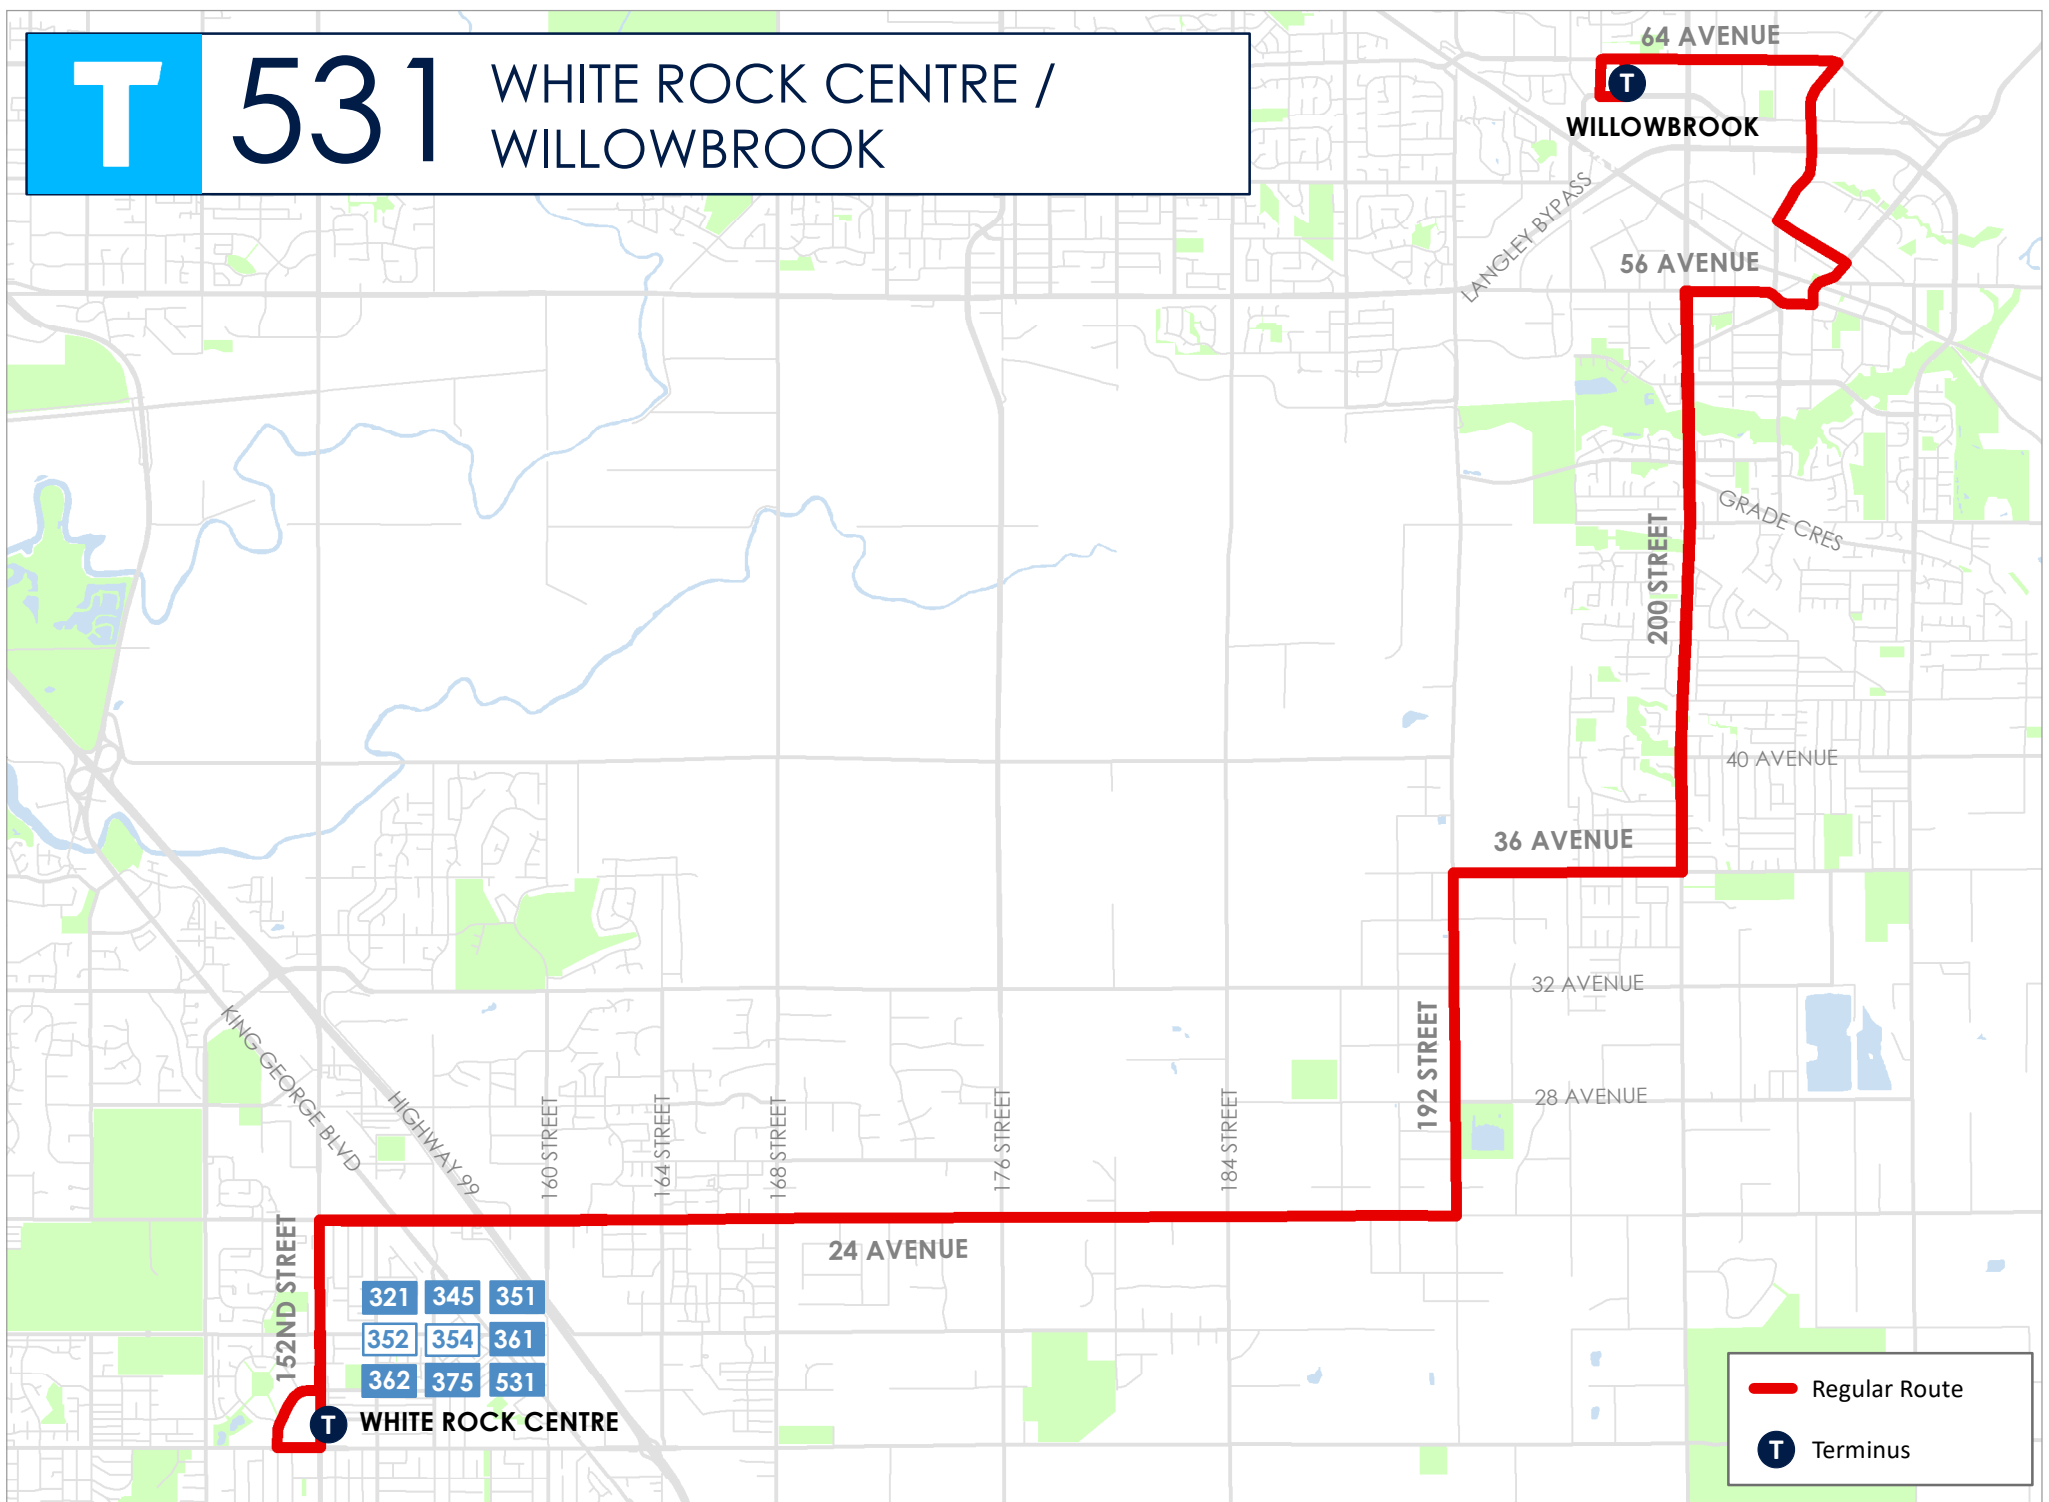 T
531
WHITE ROCK CENTRE /
WILLOWBROOK
64 AVENUE
T
WILLOWBROOK
LANGLEY BYPASS
56 AVENUE
GRADE CRES
200 STREET
40 AVENUE
36 AVENUE
32 AVENUE
192 STREET
28 AVENUE
KING GEORGE BLVD
HIGHWAY 99
160 STREET
164 STREET
168 STREET
176 STREET
184 STREET
24 AVENUE
152ND STREET
321 345 351
352 354 361
362 375 531
T WHITE ROCK CENTRE
Regular Route
T Terminus